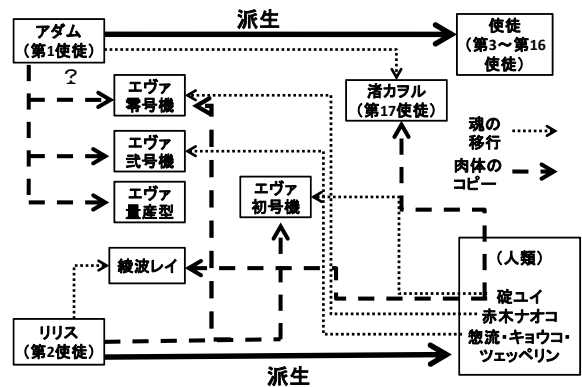 派生
アダム
(第1使徒)
使徒
(第3～第16
使徒)
?
エヴァ
零号機
渚カヲル
(第17使徒)
魂の
移行
エヴァ
弐号機
肉体の
コピー
エヴァ
量産型
エヴァ
初号機
(人類)
綾波レイ
碇ユイ
赤木ナオコ
惣流・キョウコ・
ツェッペリン
リリス
(第2使徒)
派生